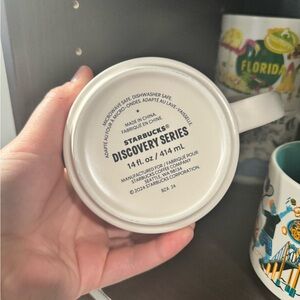 MICROWAVE SAFE. DISHWASHER SAFE.
ADAPTÉ AU LAVE-VAISSELLE
ADAPTÉ AU FOUR À MICRO-ONDES.
MADE IN CHINA.
FABRIQUÉ EN CHINE.
STARBUCKS®
DISCOVERY SERIES
14 fl. oz / 414 mL
MANUFACTURED FOR / FABRIQUÉ POUR
STARBUCKS COFFEE COMPANY
SEATTLE, WA 98134
© 2024 STARBUCKS CORPORATION.
FLORIDA